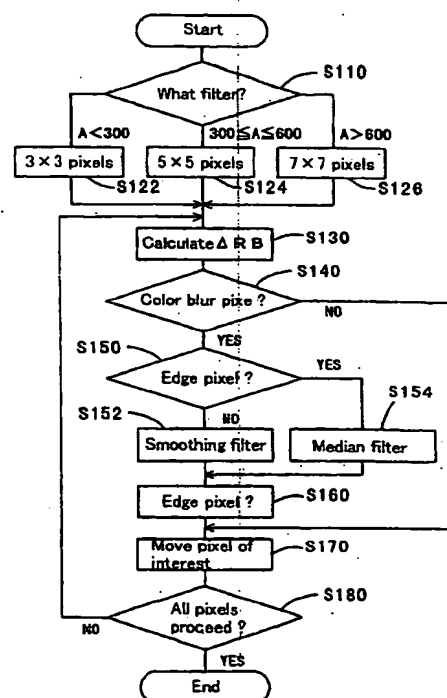 Start
What filter?
S110
A<300
300≦A≦600
A>600
3×3 pixels
5×5 pixels
7×7 pixels
S122
S124
S126
Calculate Δ R B
S130
Color blur pixe ?
S140
NO
YES
S150
Edge pixel?
YES
S152
NO
S154
Smoothing filter
Median filter
Edge pixel ?
S160
Move pixel of
interest
S170
All pixels
proceed ?
S180
NO
YES
End